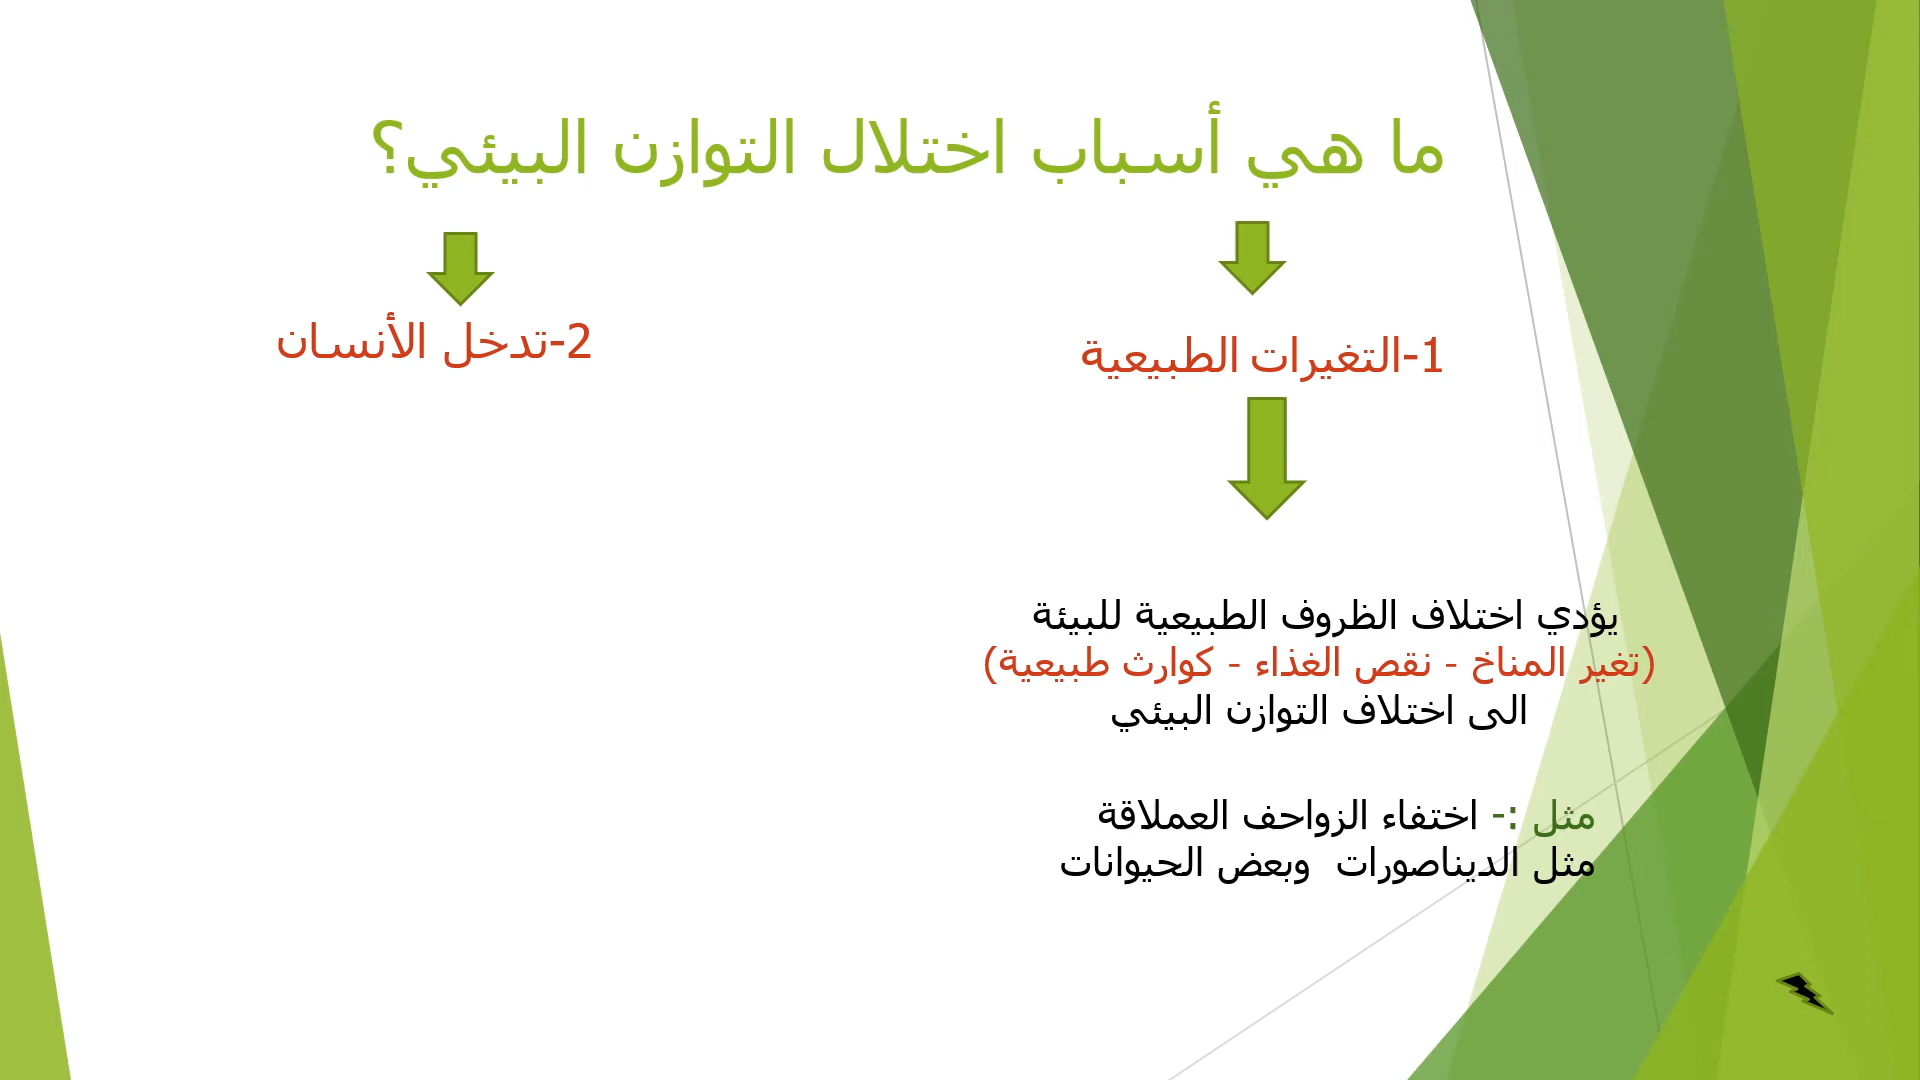 ما هي أسباب اختلال التوازن البيئي؟
1-التغيرات الطبيعية
2-تدخل الأنسان
يؤدي اختلاف الظروف الطبيعية للبيئة
(تغير المناخ - نقص الغذاء - كوارث طبيعية)
الى اختلاف التوازن البيئي
مثل :- اختفاء الزواحف العملاقة
مثل الديناصورات وبعض الحيوانات